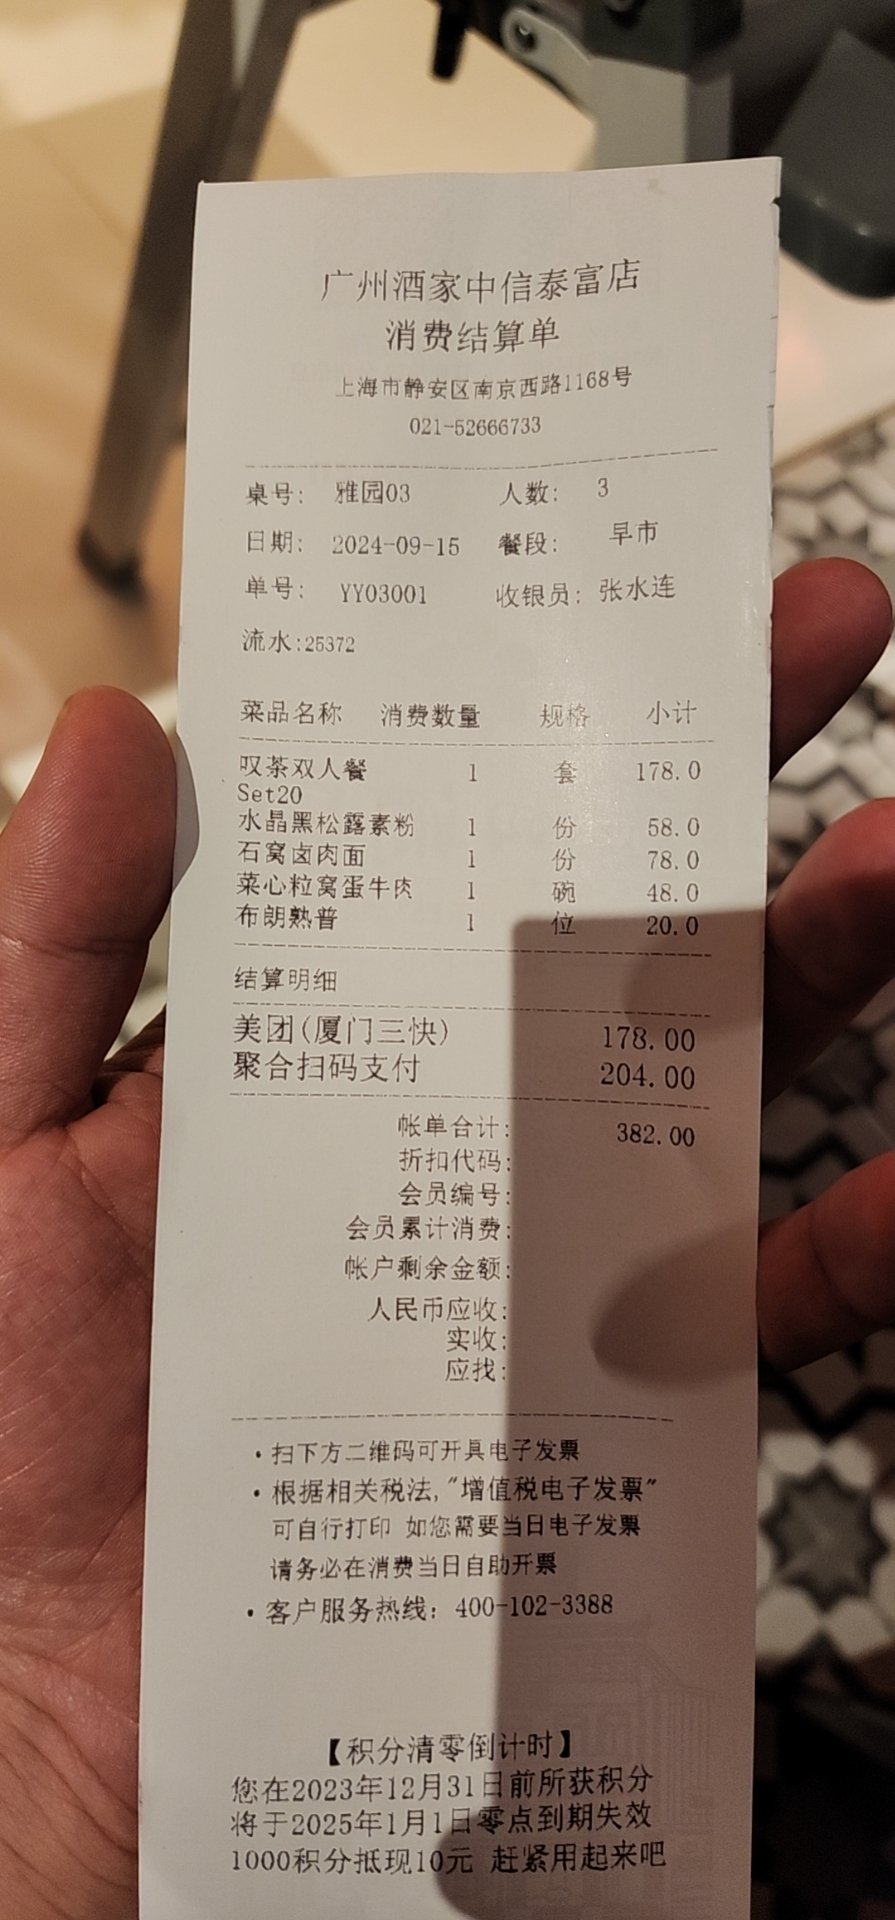 广州酒家中信泰富店
消费结算单
上海市静安区南京西路1168号
021-52666733
桌号: 雅园03 人数: 3
日期: 2024-09-15 餐段: 早市
单号: YY03001 收银员: 张水连
流水:25372
菜品名称 消费数量 规格 小计
叹茶双人餐 1 套 178.0
Set20
水晶黑松露素粉 1 份 58.0
石窝卤肉面 1 份 78.0
菜心粒窝蛋牛肉 1 碗 48.0
布朗熟普 1 位 20.0
结算明细
美团(厦门三快) 178.00
聚合扫码支付 204.00
帐单合计: 382.00
折扣代码:
会员编号:
会员累计消费:
帐户剩余金额:
人民币应收:
实收:
应找:
·扫下方二维码可开具电子发票
·根据相关税法,"增值税电子发票"
可自行打印 如您需要当日电子发票
请务必在消费当日自助开票
·客户服务热线: 400-102-3388
【积分清零倒计时】
您在2023年12月31日前所获积分
将于2025年1月1日零点到期失效
1000积分抵现10元 赶紧用起来吧